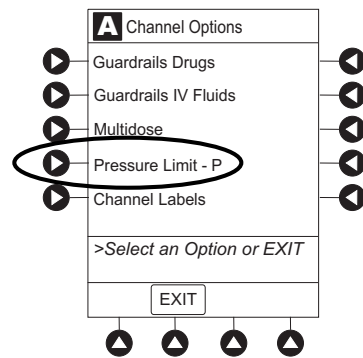 A Channel Options
Guardrails Drugs
Guardrails IV Fluids
Multidose
Pressure Limit - P
Channel Labels
>Select an Option or EXIT
EXIT